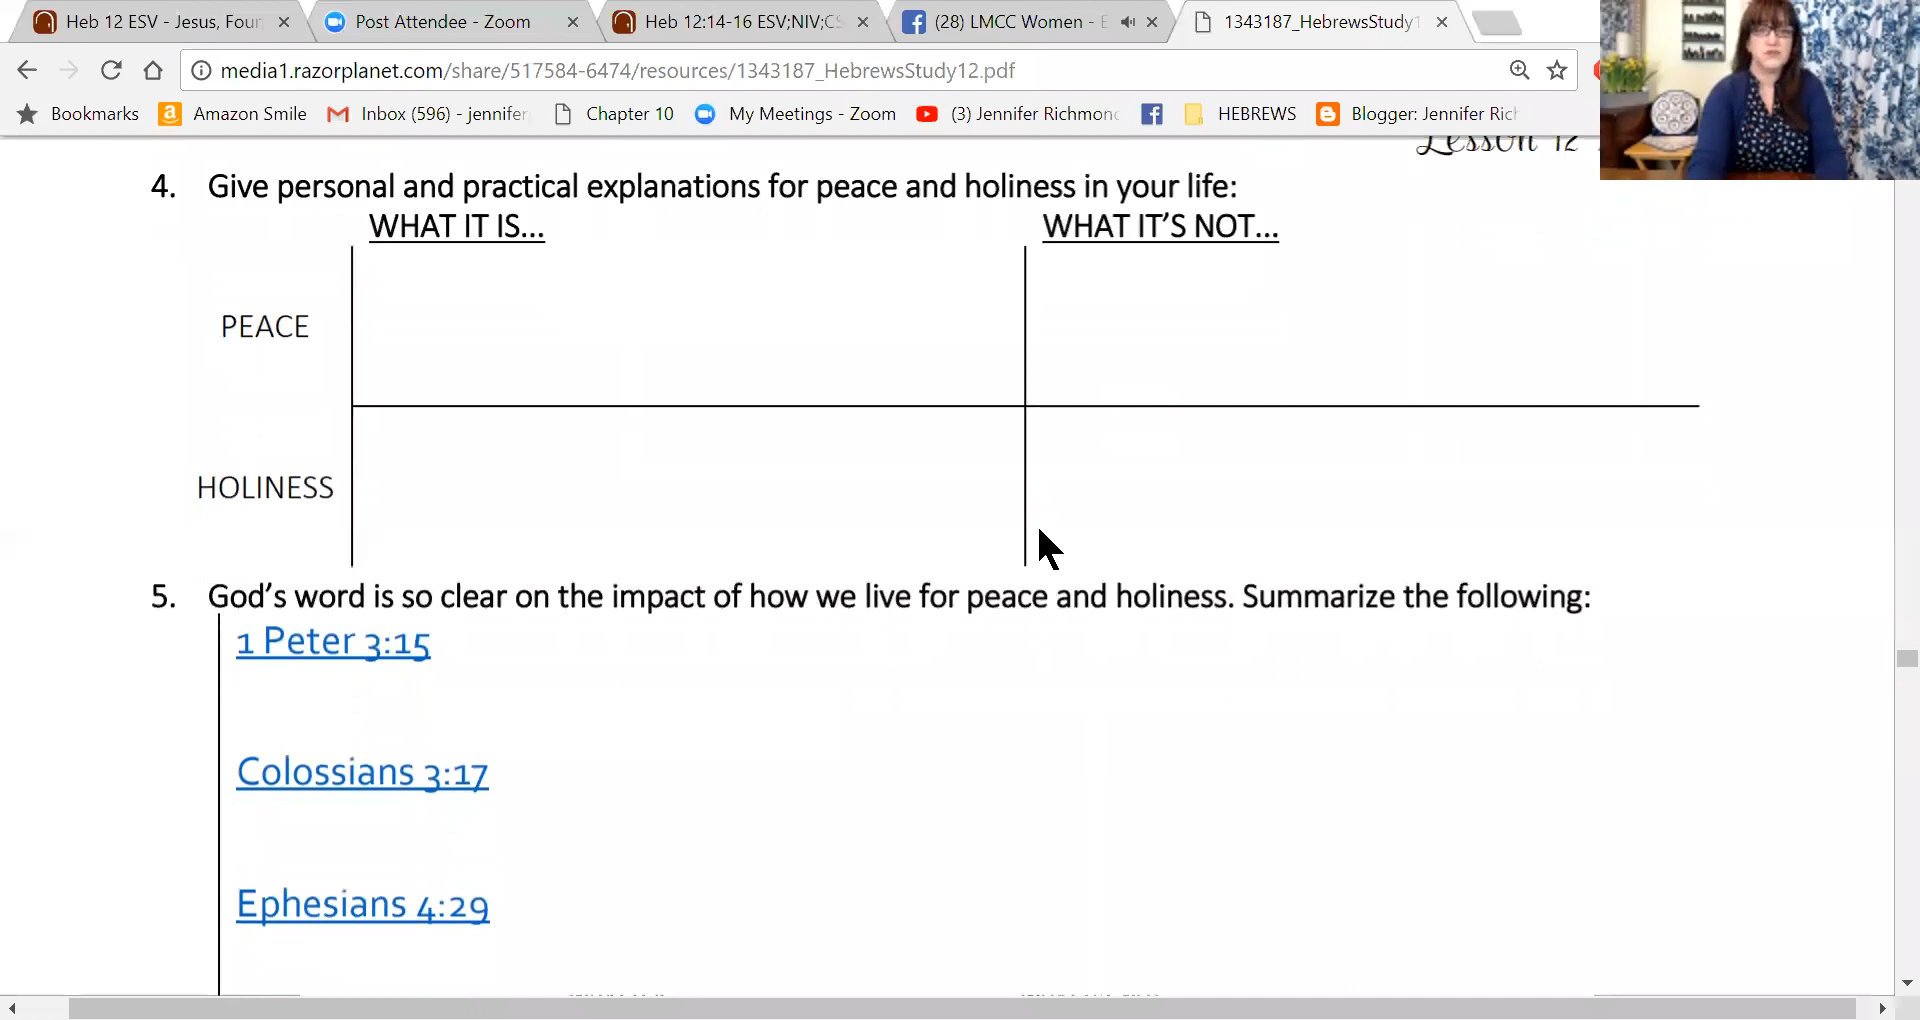 Heb 12 ESV - Jesus, Four
Post Attendee - Zoom
Heb 12:14-16 ESV;NIV;CS
(28) LMCC Women - E
1343187_HebrewsStudy1
media1.razorplanet.com/share/517584-6474/resources/1343187_HebrewsStudy12.pdf
Bookmarks
Amazon Smile
Inbox (596) - jennifer
Chapter 10
My Meetings - Zoom
(3) Jennifer Richmond
HEBREWS
Blogger: Jennifer Rich
Lesson 12
4. Give personal and practical explanations for peace and holiness in your life:
WHAT IT IS...
WHAT IT'S NOT...
PEACE
HOLINESS
5. God's word is so clear on the impact of how we live for peace and holiness. Summarize the following:
1 Peter 3:15
Colossians 3:17
Ephesians 4:29